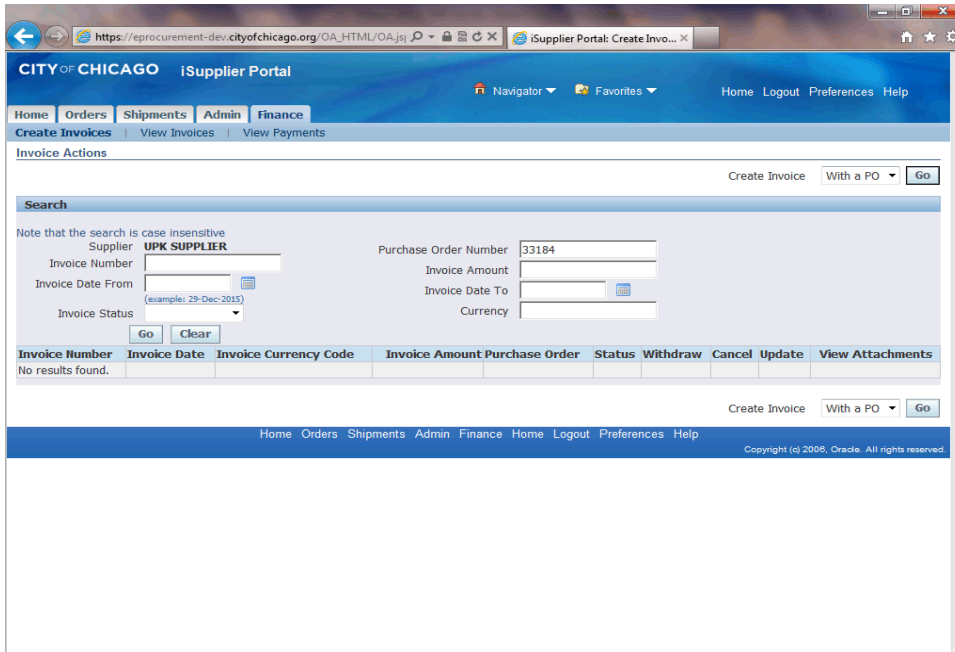 https://eprocurement-dev.cityofchicago.org/OA_HTML/OA.js
iSupplier Portal: Create Invo...
CITY OF CHICAGO iSupplier Portal
Navigator Favorites Home Logout Preferences Help
Home Orders Shipments Admin Finance
Create Invoices | View Invoices | View Payments
Invoice Actions
Create Invoice With a PO Go
Search
Note that the search is case insensitive
Supplier UPK SUPPLIER
Purchase Order Number 33184
Invoice Number
Invoice Amount
Invoice Date From
(example: 29-Dec-2015)
Invoice Date To
Invoice Status
Currency
Go Clear
Invoice Number Invoice Date Invoice Currency Code Invoice Amount Purchase Order Status Withdraw Cancel Update View Attachments
No results found.
Create Invoice With a PO Go
Home Orders Shipments Admin Finance Home Logout Preferences Help
Copyright (c) 2006, Oracle. All rights reserved.